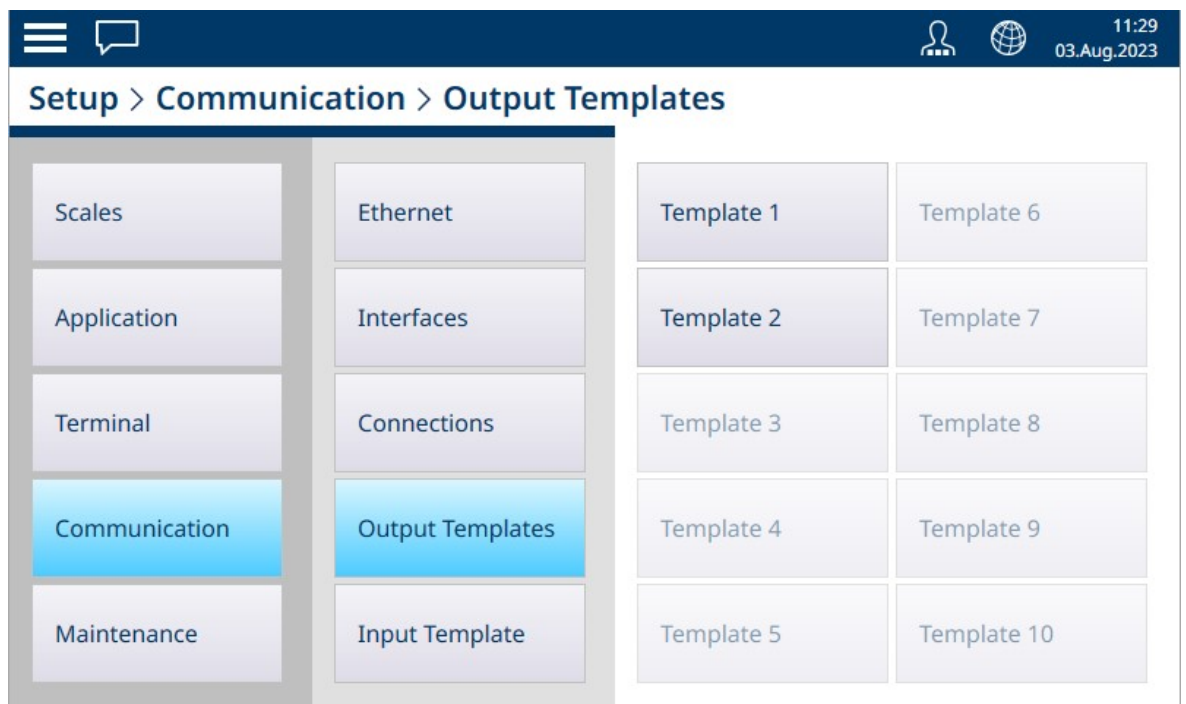 11:29
03.Aug.2023
Setup > Communication > Output Templates
Scales
Application
Terminal
Communication
Maintenance
Ethernet
Interfaces
Connections
Output Templates
Input Template
Template 1
Template 2
Template 3
Template 4
Template 5
Template 6
Template 7
Template 8
Template 9
Template 10